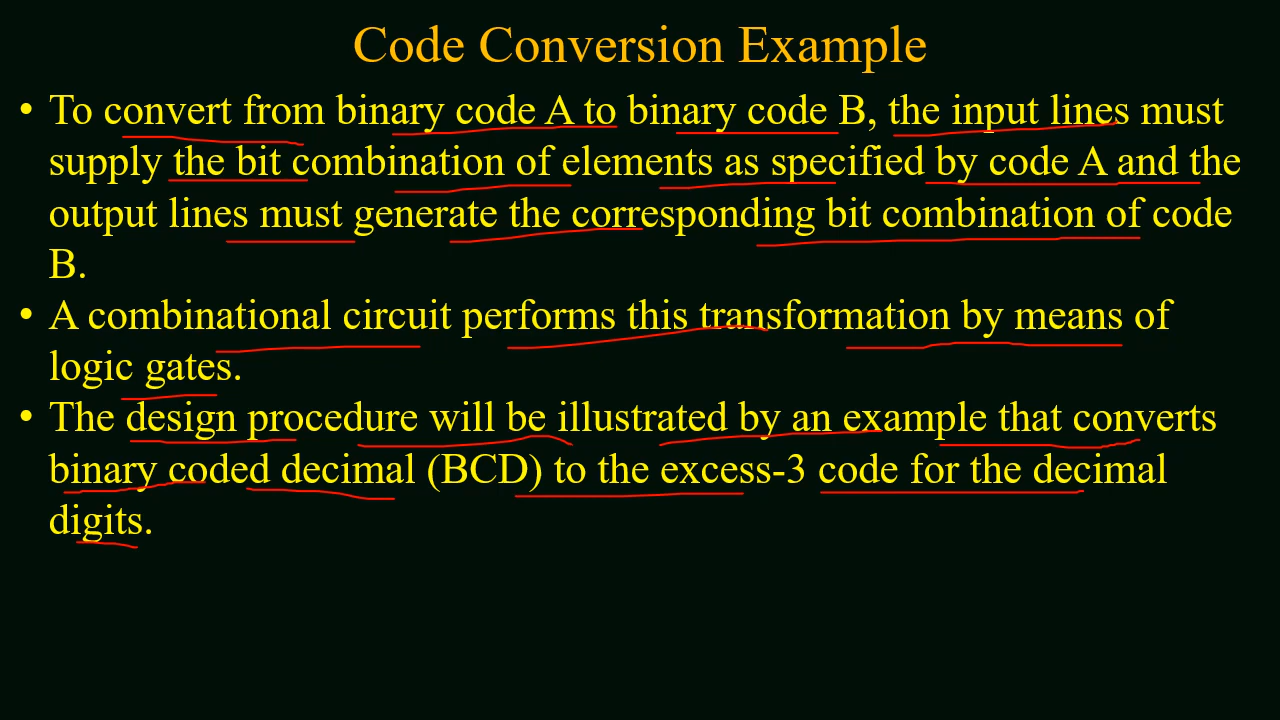 Code Conversion Example
• To convert from binary code A to binary code B, the input lines must
supply the bit combination of elements as specified by code A and the
output lines must generate the corresponding bit combination of code
B.
• A combinational circuit performs this transformation by means of
logic gates.
• The design procedure will be illustrated by an example that converts
binary coded decimal (BCD) to the excess-3 code for the decimal
digits.